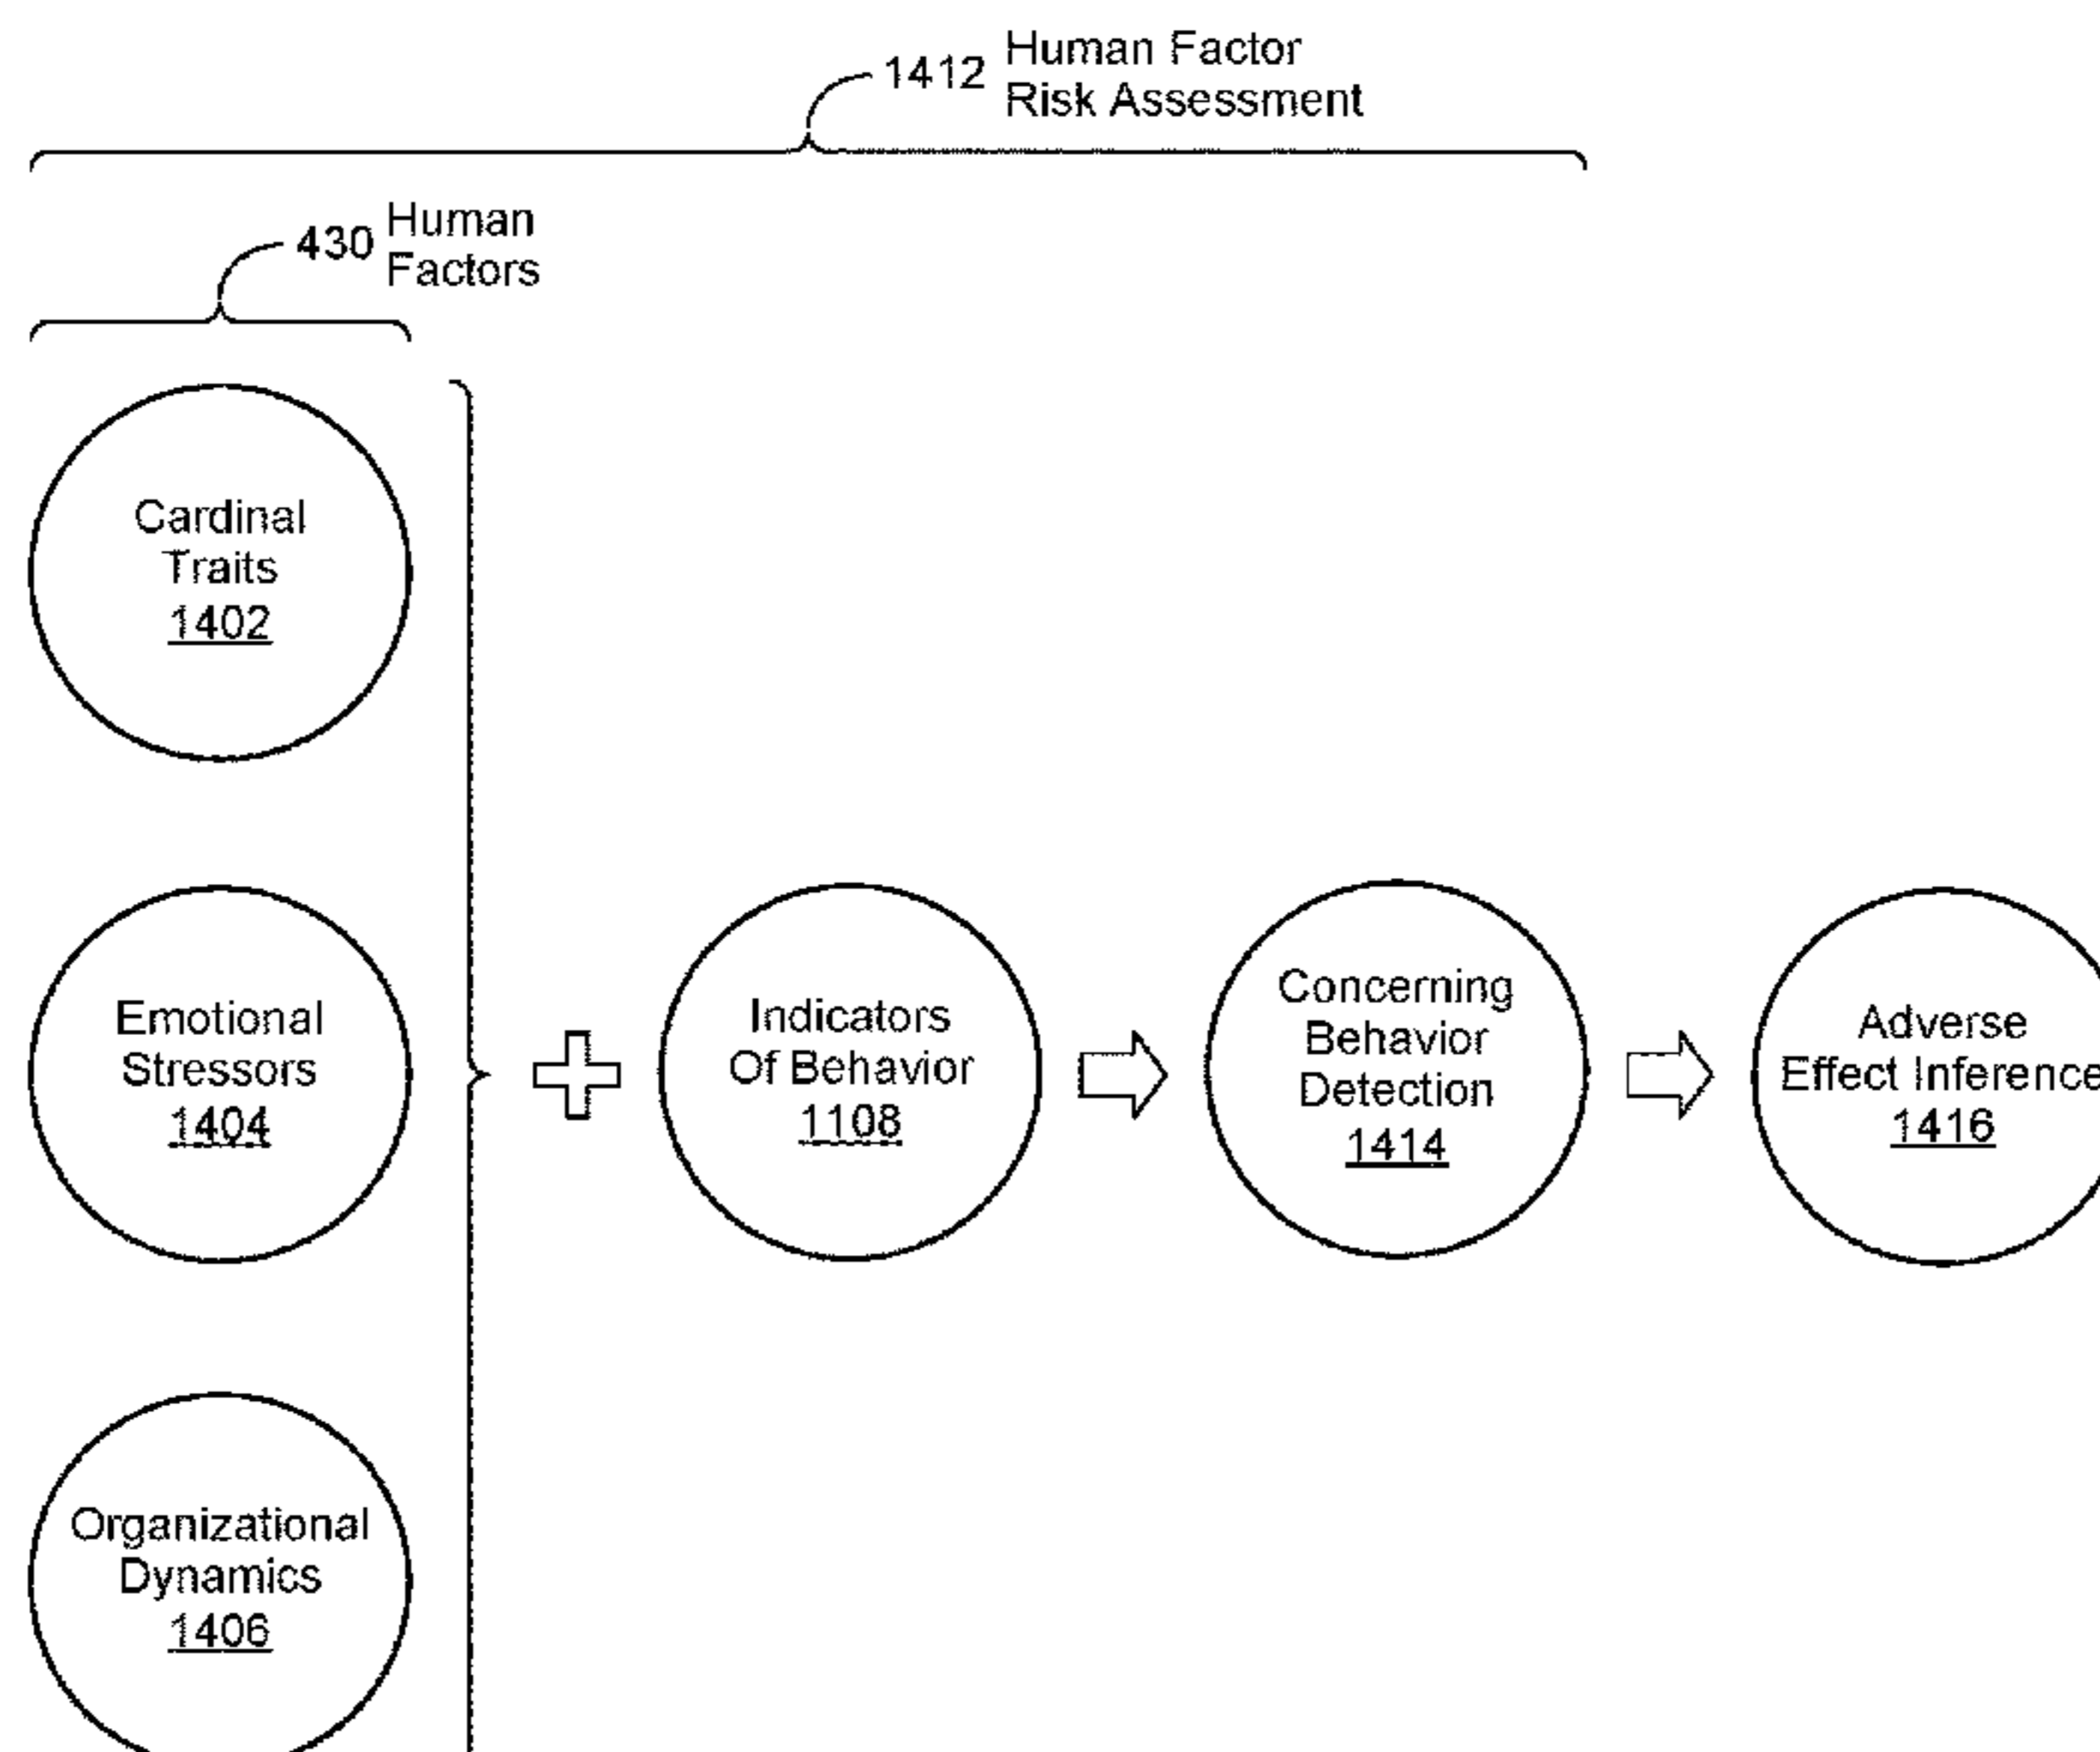 1412 Human Factor
Risk Assessment
430 Human
Factors
Cardinal
Traits
1402
Emotional
Stressors
1404
Indicators
Of Behavior
1108
Concerning
Behavior
Detection
1414
Adverse
Effect Inference
1416
Organizational
Dynamics
1406